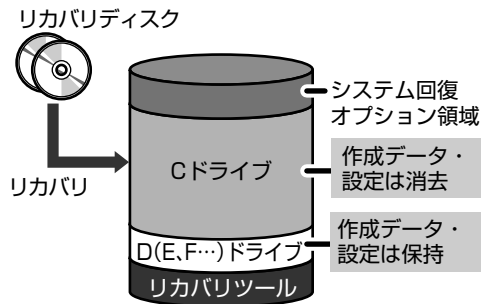 リカバリディスク
システム回復
オプション領域
Cドライブ
作成データ・
設定は消去
リカバリ
D(E、F…)ドライブ
作成データ・
設定は保持
リカバリツール